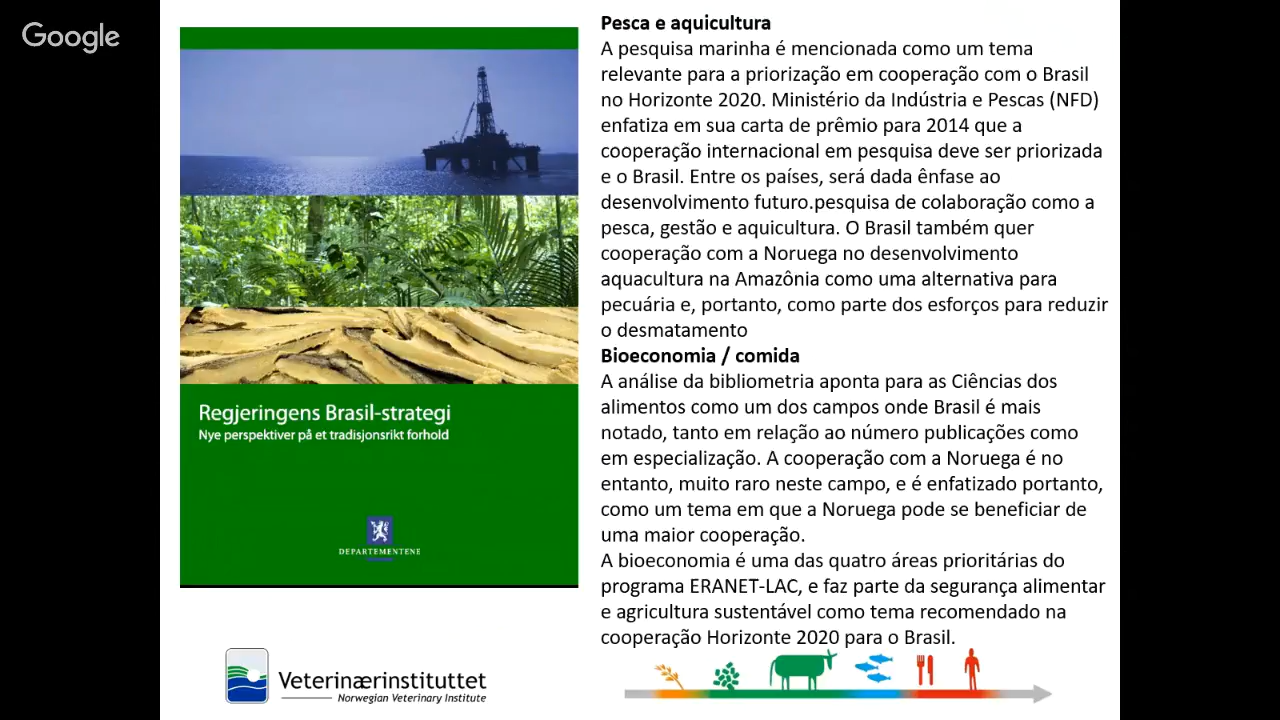 Google
Pesca e aquicultura
A pesquisa marinha é mencionada como um tema
relevante para a priorização em cooperação com o Brasil
no Horizonte 2020. Ministério da Indústria e Pescas (NFD)
enfatiza em sua carta de prêmio para 2014 que a
cooperação internacional em pesquisa deve ser priorizada
e o Brasil. Entre os países, será dada ênfase ao
desenvolvimento futuro.pesquisa de colaboração como a
pesca, gestão e aquicultura. O Brasil também quer
cooperação com a Noruega no desenvolvimento
aquacultura na Amazônia como uma alternativa para
pecuária e, portanto, como parte dos esforços para reduzir
o desmatamento
Bioeconomia / comida
A análise da bibliometria aponta para as Ciências dos
alimentos como um dos campos onde Brasil é mais
notado, tanto em relação ao número publicações como
em especialização. A cooperação com a Noruega é no
entanto, muito raro neste campo, e é enfatizado portanto,
como um tema em que a Noruega pode se beneficiar de
uma maior cooperação.
A bioeconomia é uma das quatro áreas prioritárias do
programa ERANET-LAC, e faz parte da segurança alimentar
e agricultura sustentável como tema recomendado na
cooperação Horizonte 2020 para o Brasil.
Regjeringens Brasil-strategi
Nye perspektiver på et tradisjonsrikt forhold
DEPARTEMENTENE
Veterinærinstituttet
Norwegian Veterinary Institute